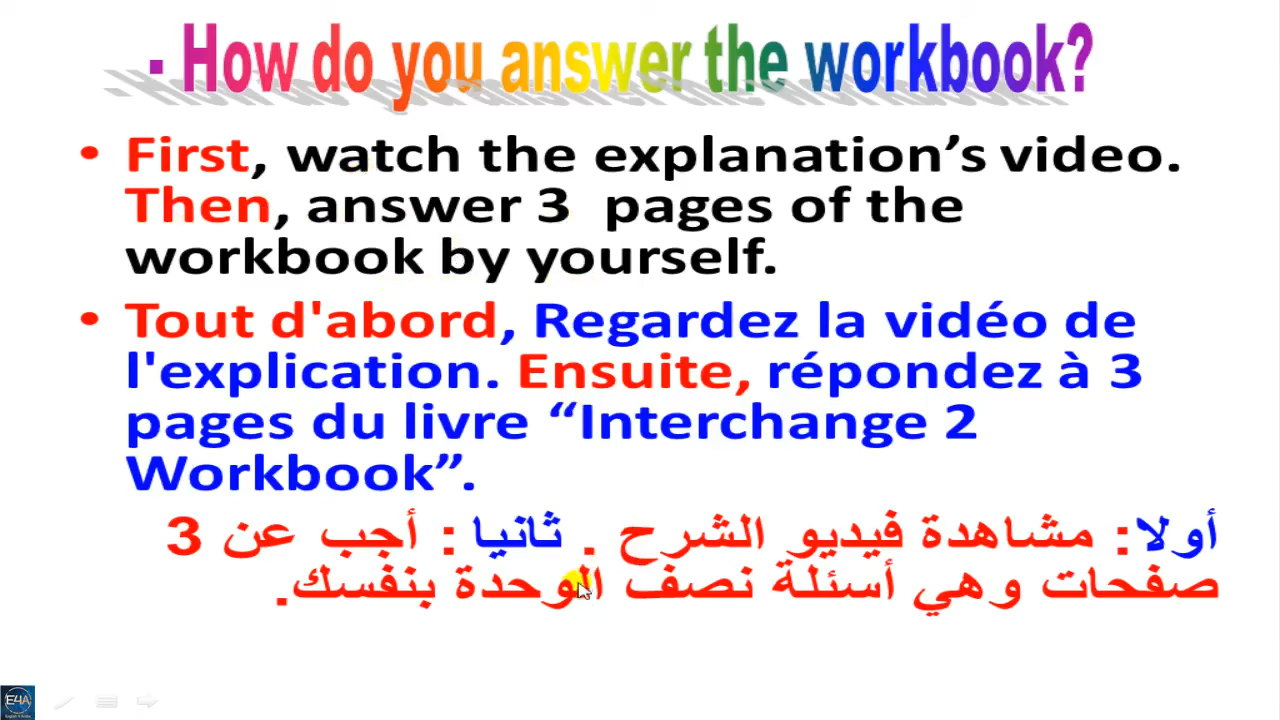 - How do you answer the workbook?
• First, watch the explanation’s video.
Then, answer 3 pages of the
workbook by yourself.
• Tout d'abord, Regardez la vidéo de
l'explication. Ensuite, répondez à 3
pages du livre “Interchange 2
Workbook”.
أولا: مشاهدة فيديو الشرح . ثانيا : أجب عن 3
صفحات وهي أسئلة نصف الوحدة بنفسك.
E4A